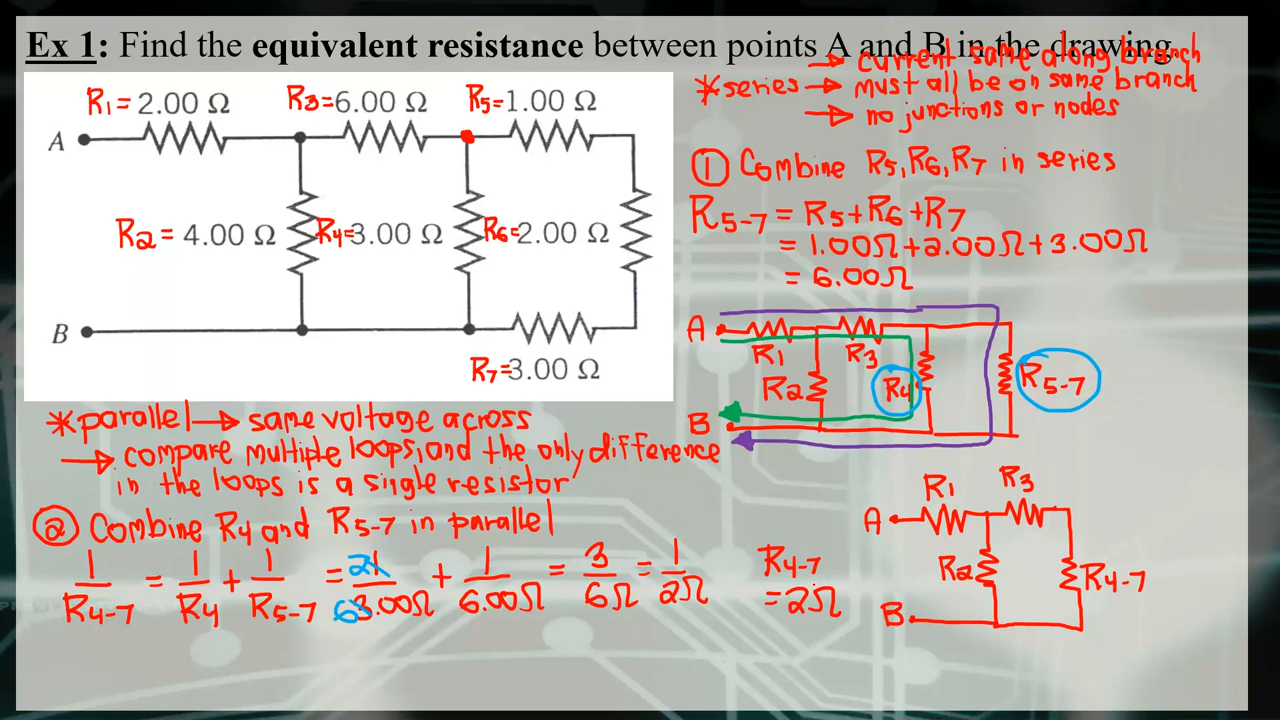 Ex 1: Find the equivalent resistance between points A and B in the drawing.
R1 = 2.00 Ω
R3=6.00 Ω
R5=1.00 Ω
A
R2 = 4.00 Ω
R4=3.00 Ω
R6=2.00 Ω
B
R7=3.00 Ω
→ current same along branch
*series → must all be on same branch
→ no junctions or nodes
① Combine R5, R6, R7 in series
R5-7 = R5+R6+R7
= 1.00Ω+2.00Ω+3.00Ω
= 6.00Ω
A
R1
R3
R2
R4
R5-7
B
*parallel → same voltage across
→ compare multiple loops, and the only difference
in the loops is a single resistor
② Combine R4 and R5-7 in parallel
1/R4-7 = 1/R4 + 1/R5-7 = 21/63.00Ω + 1/6.00Ω = 3/6Ω = 1/2Ω
R4-7
=2Ω
R1
R3
A
R2
R4-7
B